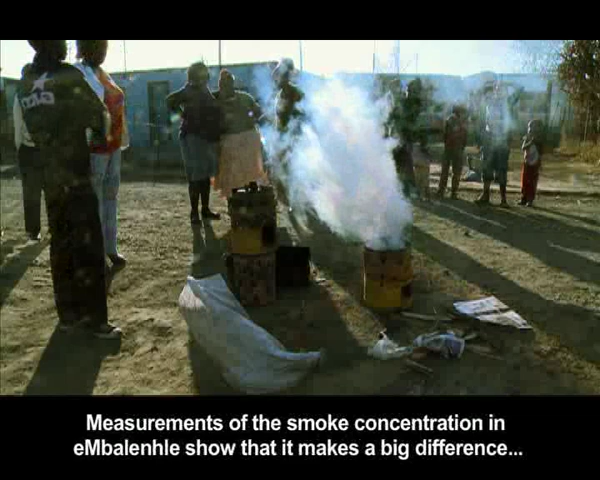 Measurements of the smoke concentration in
eMbalenhle show that it makes a big difference...